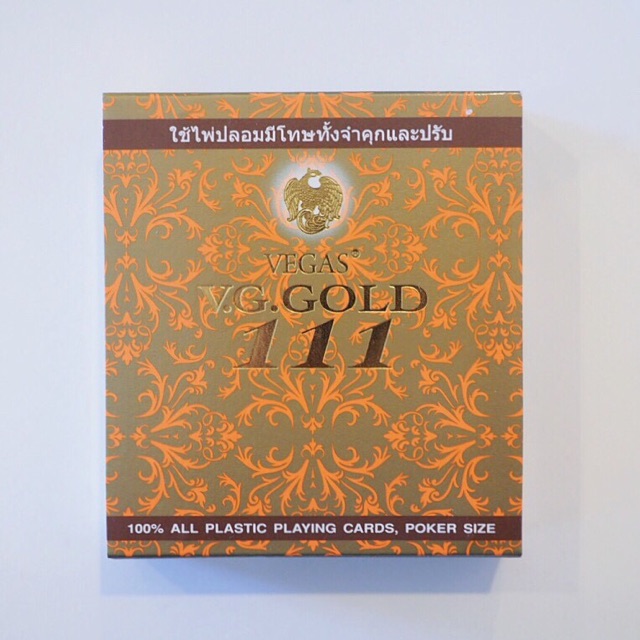 ใช้ไพ่ปลอมมีโทษทั้งจำคุกและปรับ
VEGAS®
V.G.GOLD
111
100% ALL PLASTIC PLAYING CARDS, POKER SIZE